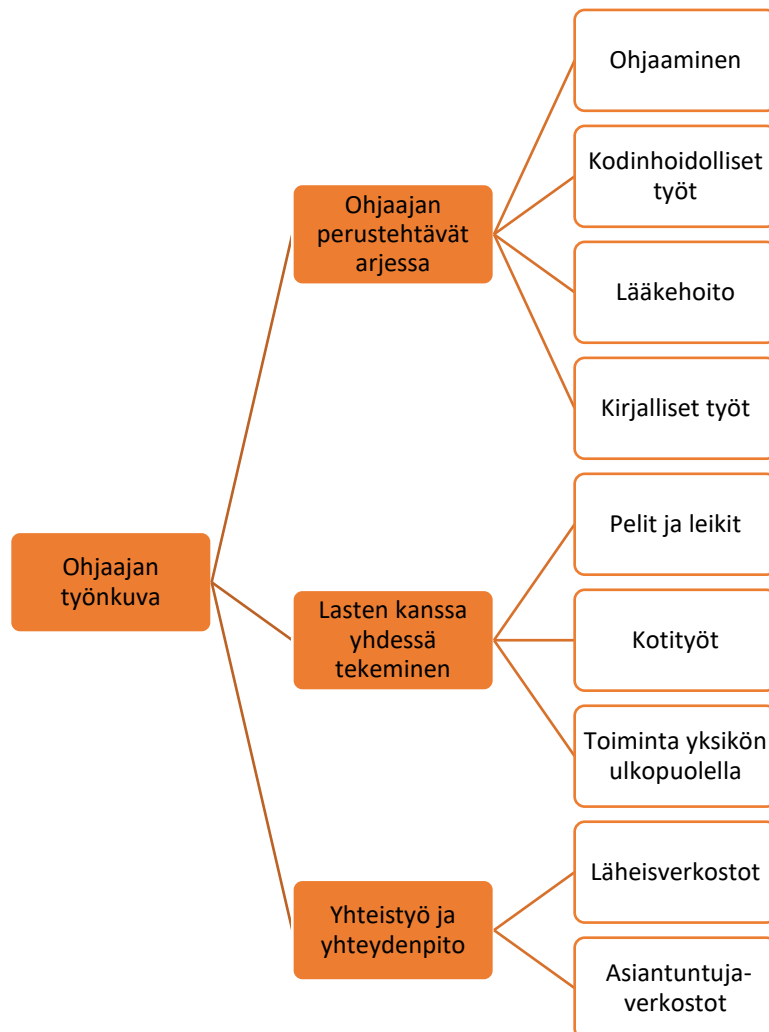 Ohjaajan
työnkuva
Ohjaajan
perustehtävät
arjessa
Ohjaaminen
Kodinhoidolliset
työt
Lääkehoito
Kirjalliset työt
Lasten kanssa
yhdessä
tekeminen
Pelit ja leikit
Kotityöt
Toiminta yksikön
ulkopuolella
Yhteistyö ja
yhteydenpito
Läheisverkostot
Asiantuntuja-
verkostot